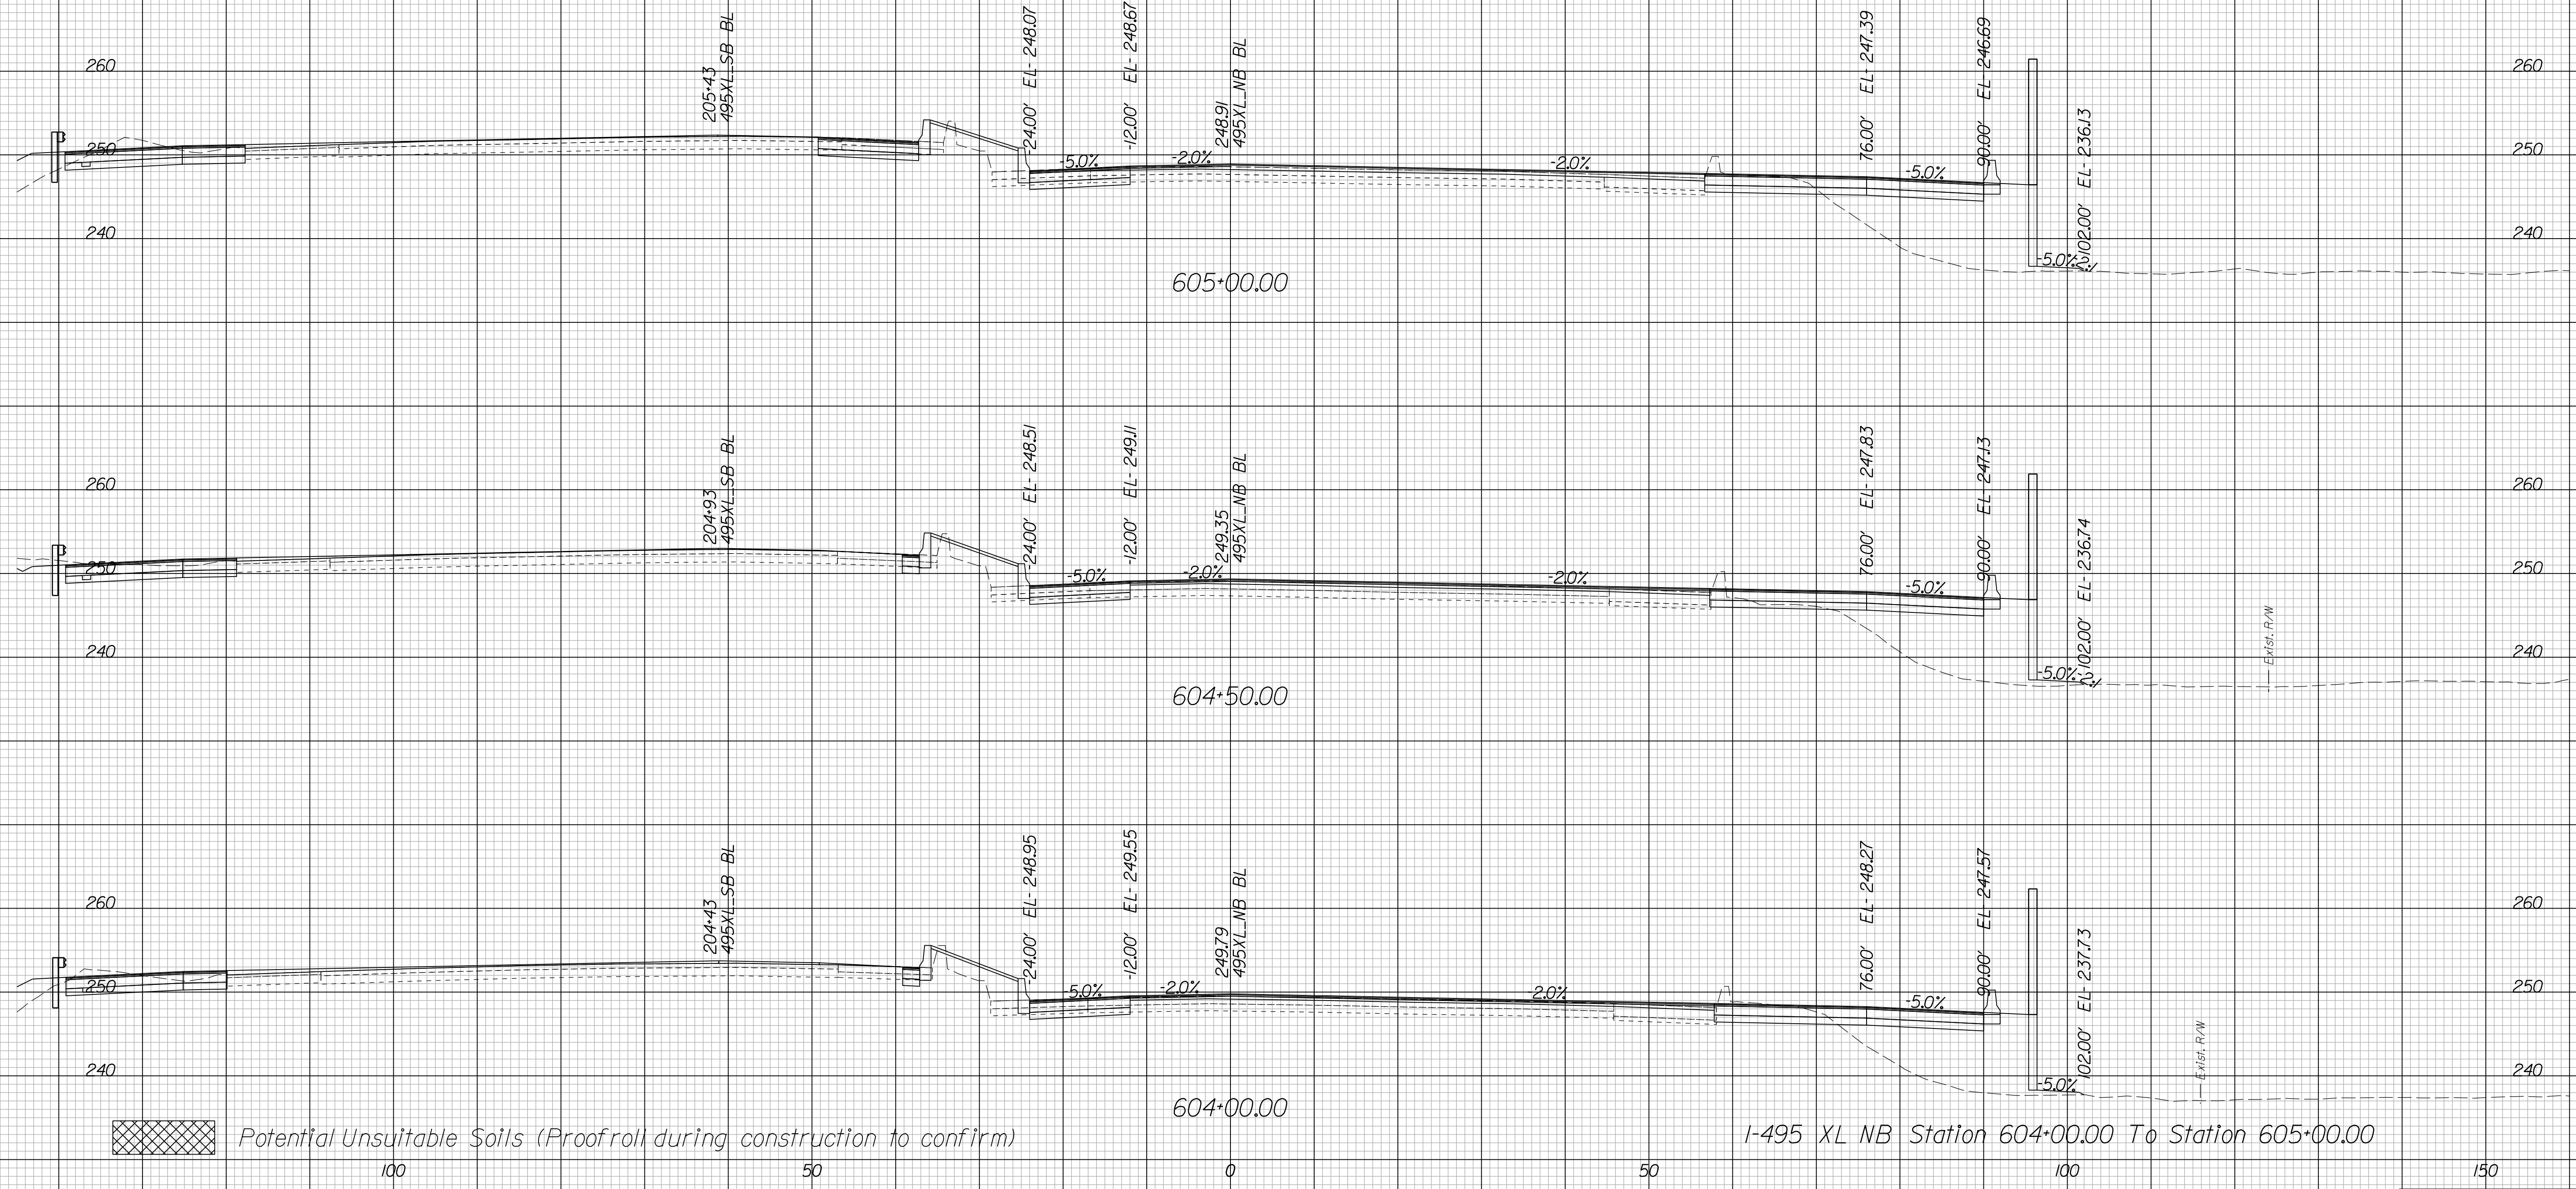 205+43
495XL_SB BL
-24.00' EL- 248.07
-12.00' EL- 248.67
248.91
495XL_NB BL
76.00' EL- 247.39
90.00' EL- 246.69
102.00' EL- 236.13
260 260
250 -5.0% -2.0% -2.0% -5.0% 250
240 240
-5.0%
605+00.00
204+93
495XL_SB BL
-24.00' EL- 248.51
-12.00' EL- 249.11
249.35
495XL_NB BL
76.00' EL- 247.83
90.00' EL- 247.13
102.00' EL- 236.74
260 260
250 -5.0% -2.0% -2.0% -5.0% 250
Exist. R/W
240 240
-5.0%
604+50.00
204+43
495XL_SB BL
-24.00' EL- 248.95
-12.00' EL- 249.55
249.79
495XL_NB BL
76.00' EL- 248.27
90.00' EL- 247.57
102.00' EL- 237.73
260 260
250 -5.0% -2.0% -2.0% -5.0% 250
Exist. R/W
240 240
-5.0%
604+00.00
Potential Unsuitable Soils (Proofroll during construction to confirm)
I-495 XL NB Station 604+00.00 To Station 605+00.00
100 50 0 50 100 150